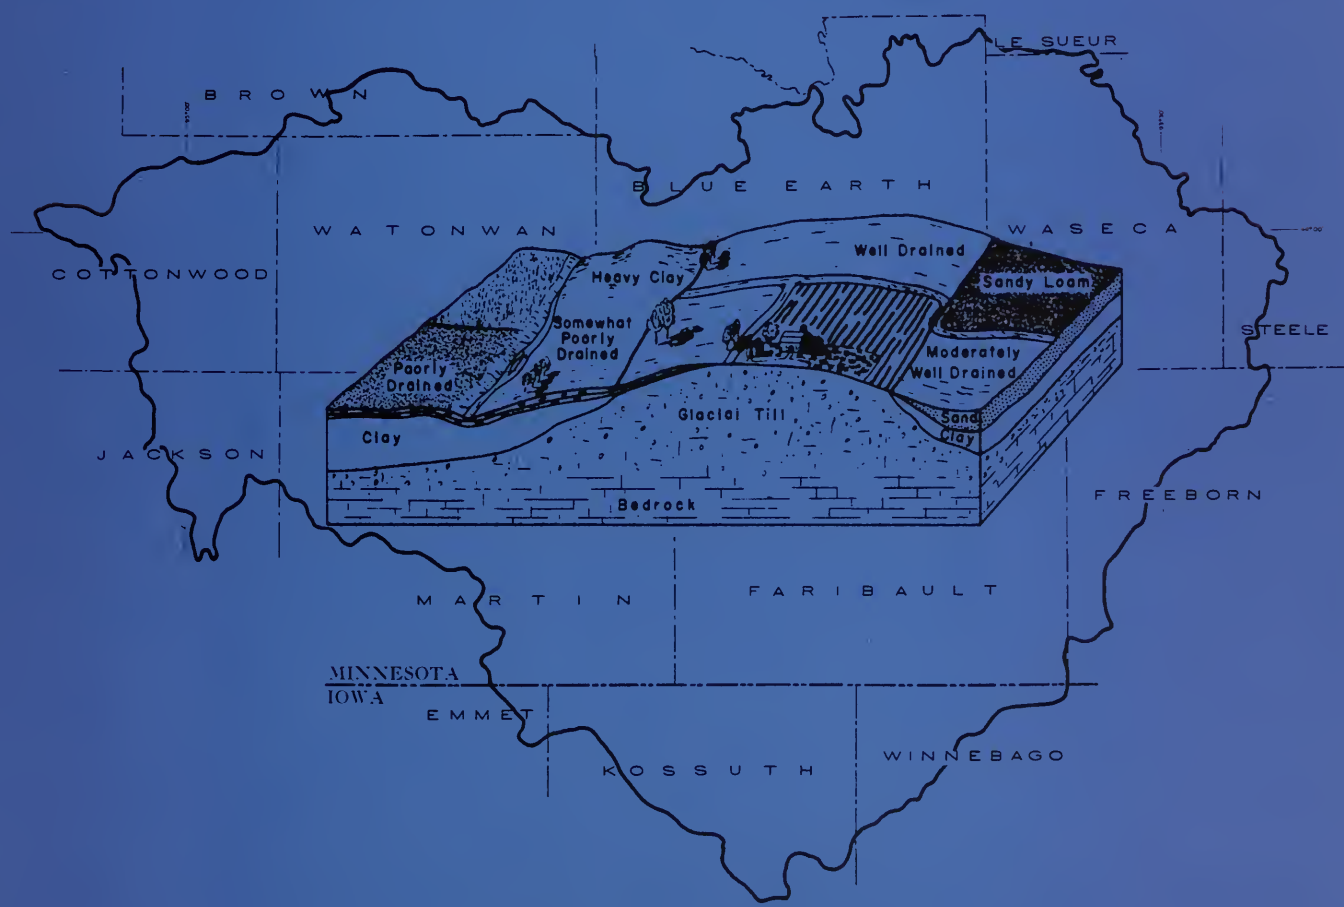 LE SUEUR
BROWN
BLUE EARTH
WATONWAN
WASECA
COTTONWOOD
STEELE
Well Drained
Heavy Clay
Sandy Loam
Somewhat
Poorly
Drained
Moderately
Well Drained
Poorly
Drained
Glacial Till
Sand
Clay
Clay
JACKSON
FREEBORN
Bedrock
MARTIN
FARIBAULT
MINNESOTA
IOWA
EMMET
KOSSUTH
WINNEBAGO